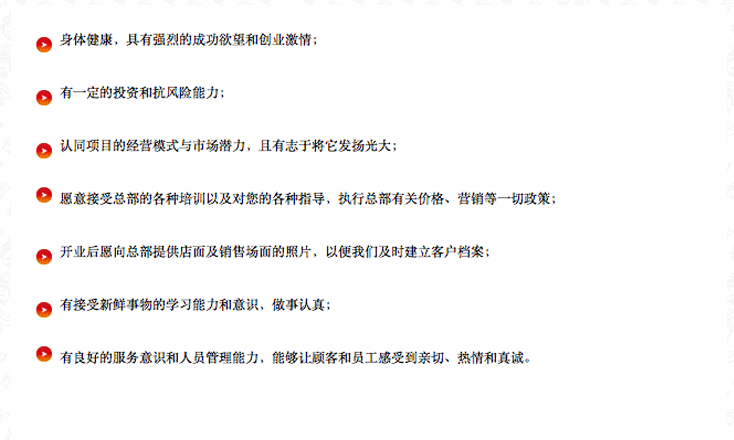 身体健康，具有强烈的成功欲望和创业激情；
有一定的投资和抗风险能力；
认同项目的经营模式与市场潜力，且有志于将它发扬光大；
愿意接受总部的各种培训以及对您的各种指导，执行总部有关价格、营销等一切政策；
开业后愿向总部提供店面及销售场面的照片，以便我们及时建立客户档案；
有接受新鲜事物的学习能力和意识，做事认真；
有良好的服务意识和人员管理能力，能够让顾客和员工感受到亲切、热情和真诚。